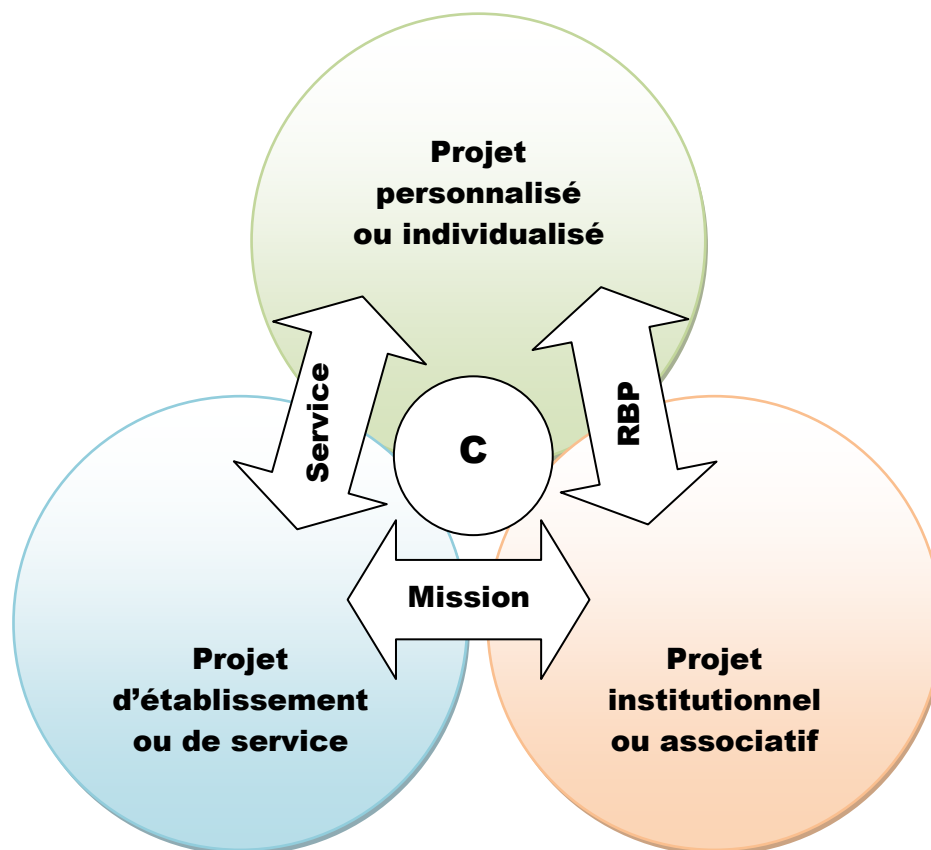 Projet
personnalisé
ou individualisé
Service
RBP
C
Mission
Projet
d’établissement
ou de service
Projet
institutionnel
ou associatif